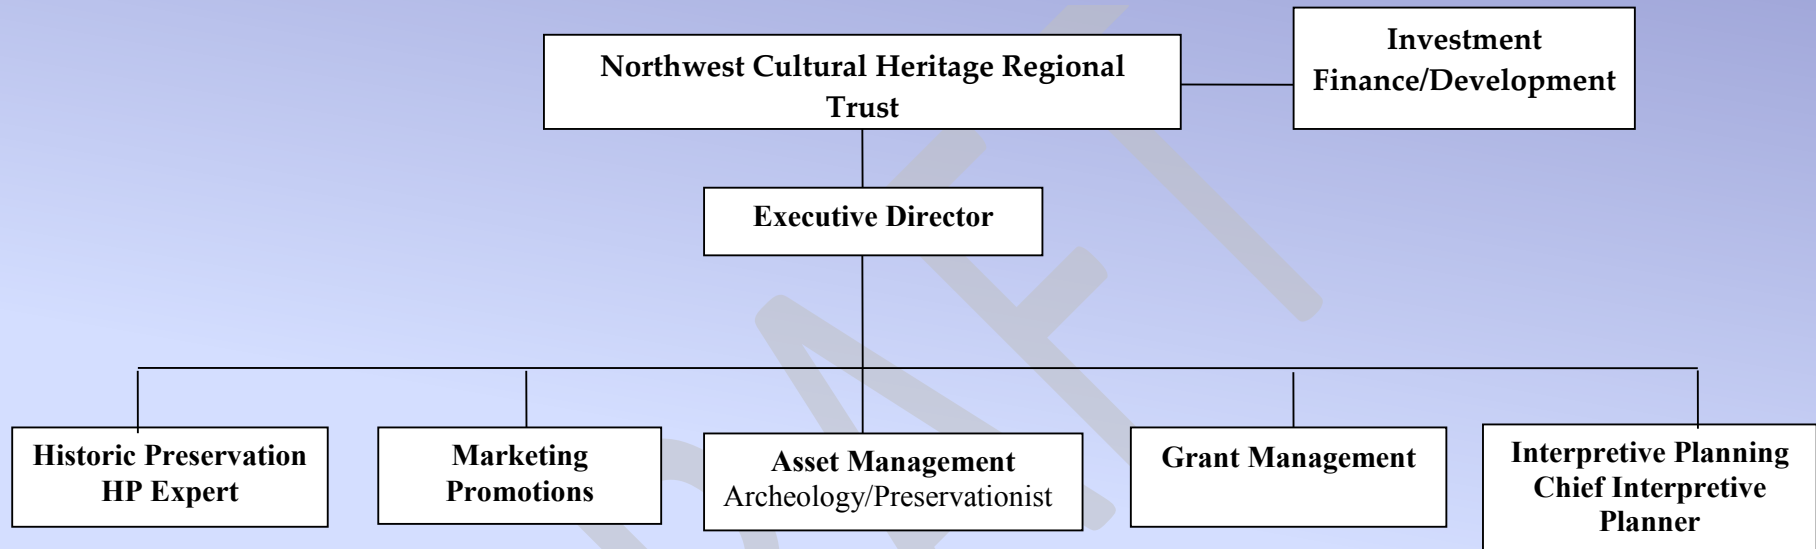 Northwest Cultural Heritage Regional
Trust
Investment
Finance/Development
Executive Director
Historic Preservation
HP Expert
Marketing
Promotions
Asset Management
Archeology/Preservationist
Grant Management
Interpretive Planning
Chief Interpretive
Planner
DRAFT